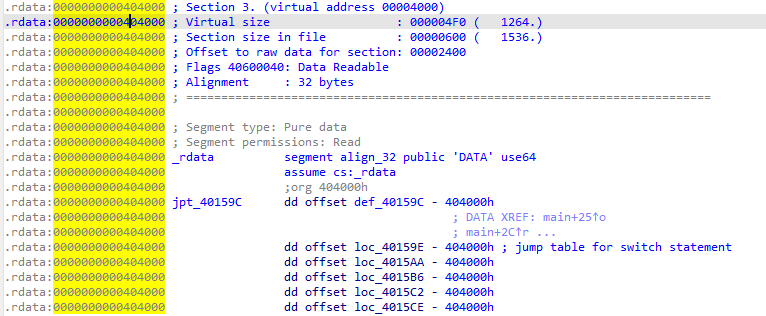 .rdata:0000000000404000 ; Section 3. (virtual address 00004000)
.rdata:0000000000404000 ; Virtual size                  : 000004F0 (   1264.)
.rdata:0000000000404000 ; Section size in file          : 00000600 (   1536.)
.rdata:0000000000404000 ; Offset to raw data for section: 00002400
.rdata:0000000000404000 ; Flags 40600040: Data Readable
.rdata:0000000000404000 ; Alignment     : 32 bytes
.rdata:0000000000404000 ; ===========================================================================
.rdata:0000000000404000
.rdata:0000000000404000 ; Segment type: Pure data
.rdata:0000000000404000 ; Segment permissions: Read
.rdata:0000000000404000 _rdata          segment align_32 public 'DATA' use64
.rdata:0000000000404000                 assume cs:_rdata
.rdata:0000000000404000                 ;org 404000h
.rdata:0000000000404000 jpt_40159C      dd offset def_40159C - 404000h
.rdata:0000000000404000                                         ; DATA XREF: main+25↑o
.rdata:0000000000404000                                         ; main+2C↑r ...
.rdata:0000000000404000                 dd offset loc_40159E - 404000h ; jump table for switch statement
.rdata:0000000000404000                 dd offset loc_4015AA - 404000h
.rdata:0000000000404000                 dd offset loc_4015B6 - 404000h
.rdata:0000000000404000                 dd offset loc_4015C2 - 404000h
.rdata:0000000000404000                 dd offset loc_4015CE - 404000h